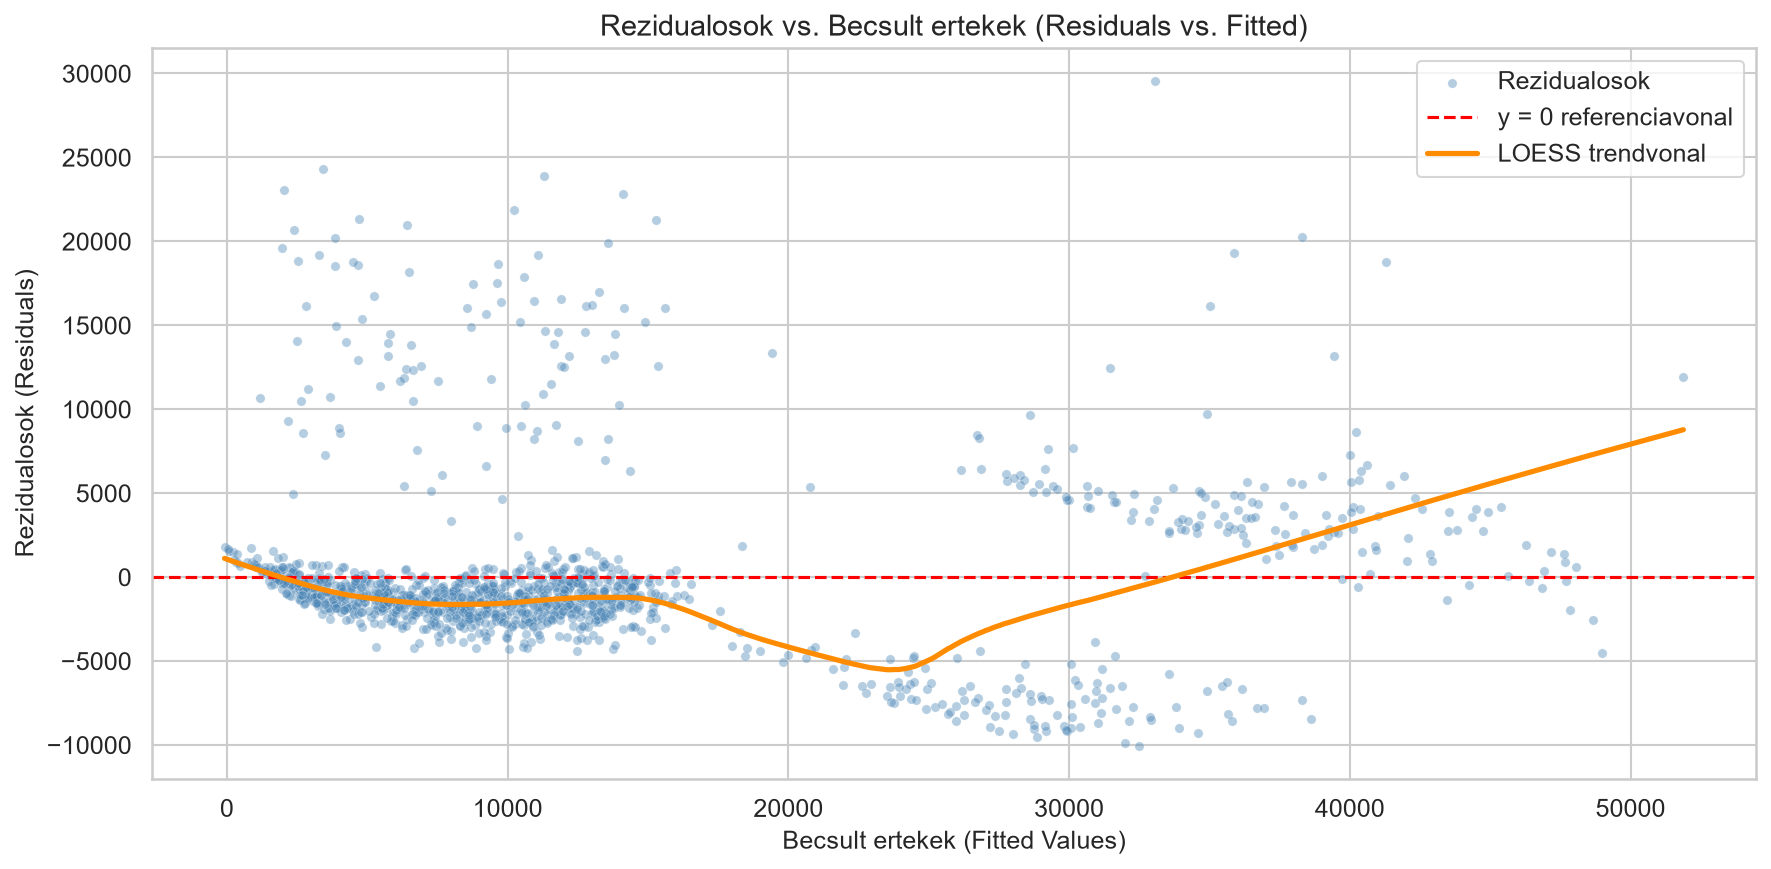 Rezidualosok vs. Becsult ertekek (Residuals vs. Fitted)
Rezidualosok
y = 0 referenciavonal
LOESS trendvonal
Rezidualosok (Residuals)
30000
25000
20000
15000
10000
5000
0
−5000
−10000
0 10000 20000 30000 40000 50000
Becsult ertekek (Fitted Values)